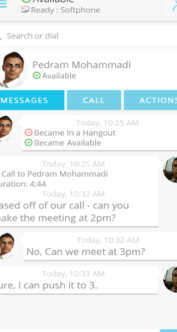 Available
Ready : Softphone
Search or dial
Pedram Mohammadi
Available
MESSAGES CALL ACTIONS
Today, 10:25 AM
Became In a Hangout
Became Available
Today, 10:25 AM
Call to Pedram Mohammadi
uration: 4:44
Today, 10:32 AM
ased off of our call - can you
ake the meeting at 2pm?
Today, 10:32 AM
No, Can we meet at 3pm?
Today, 10:33 AM
ure, I can put it to 3.